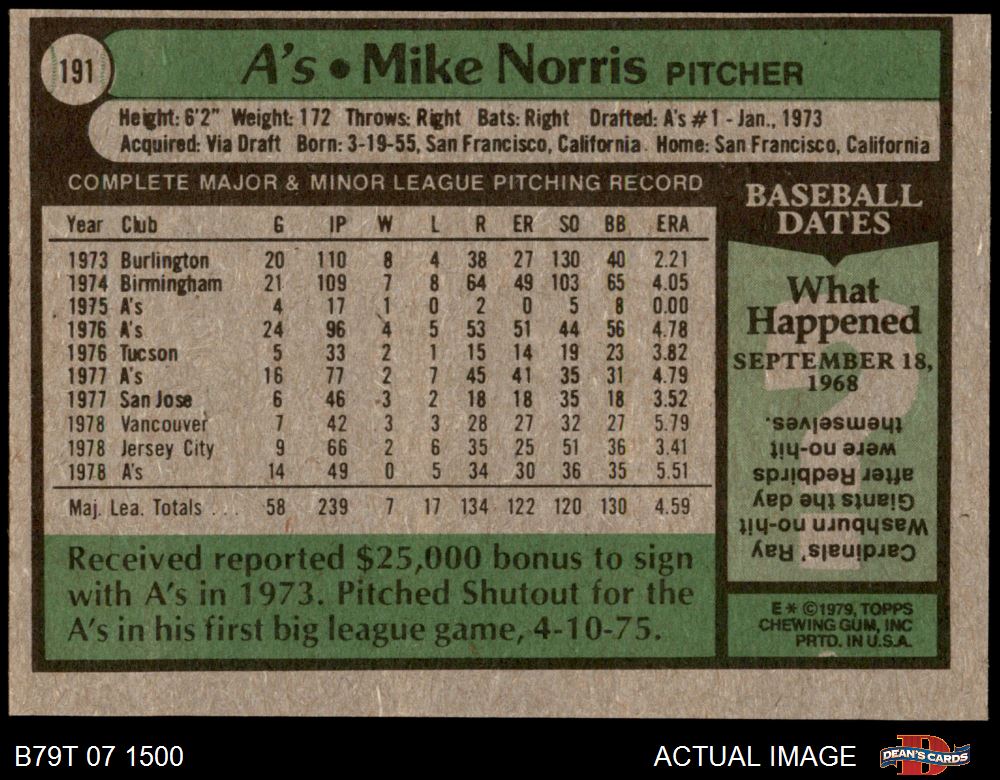 191
A's • Mike Norris PITCHER
Height: 6'2" Weight: 172 Throws: Right Bats: Right Drafted: A's #1 - Jan., 1973
Acquired: Via Draft Born: 3-19-55, San Francisco, California Home: San Francisco, California
COMPLETE MAJOR & MINOR LEAGUE PITCHING RECORD
Year Club G IP W L R ER SO BB ERA
1973 Burlington 20 110 8 4 38 27 130 40 2.21
1974 Birmingham 21 109 7 8 64 49 103 65 4.05
1975 A's 4 17 1 0 2 0 5 8 0.00
1976 A's 24 96 4 5 53 51 44 56 4.78
1976 Tucson 5 33 2 1 15 14 19 23 3.82
1977 A's 16 77 2 7 45 41 35 31 4.79
1977 San Jose 6 46 3 2 18 18 35 18 3.52
1978 Vancouver 7 42 3 3 28 27 32 27 5.79
1978 Jersey City 9 66 2 6 35 25 51 36 3.41
1978 A's 14 49 0 5 34 30 36 35 5.51
Maj. Lea. Totals ... 58 239 7 17 134 122 120 130 4.59
Received reported $25,000 bonus to sign
with A's in 1973. Pitched Shutout for the
A's in his first big league game, 4-10-75.
BASEBALL
DATES
What
Happened
SEPTEMBER 18,
1968
Cardinals' Ray
Washburn no-hit
Giants the day
after Redbirds
were no-hit
themselves.
E * ©1979, TOPPS
CHEWING GUM, INC
PRTD. IN U.S.A.
B79T 07 1500
ACTUAL IMAGE
DEAN'S CARDS